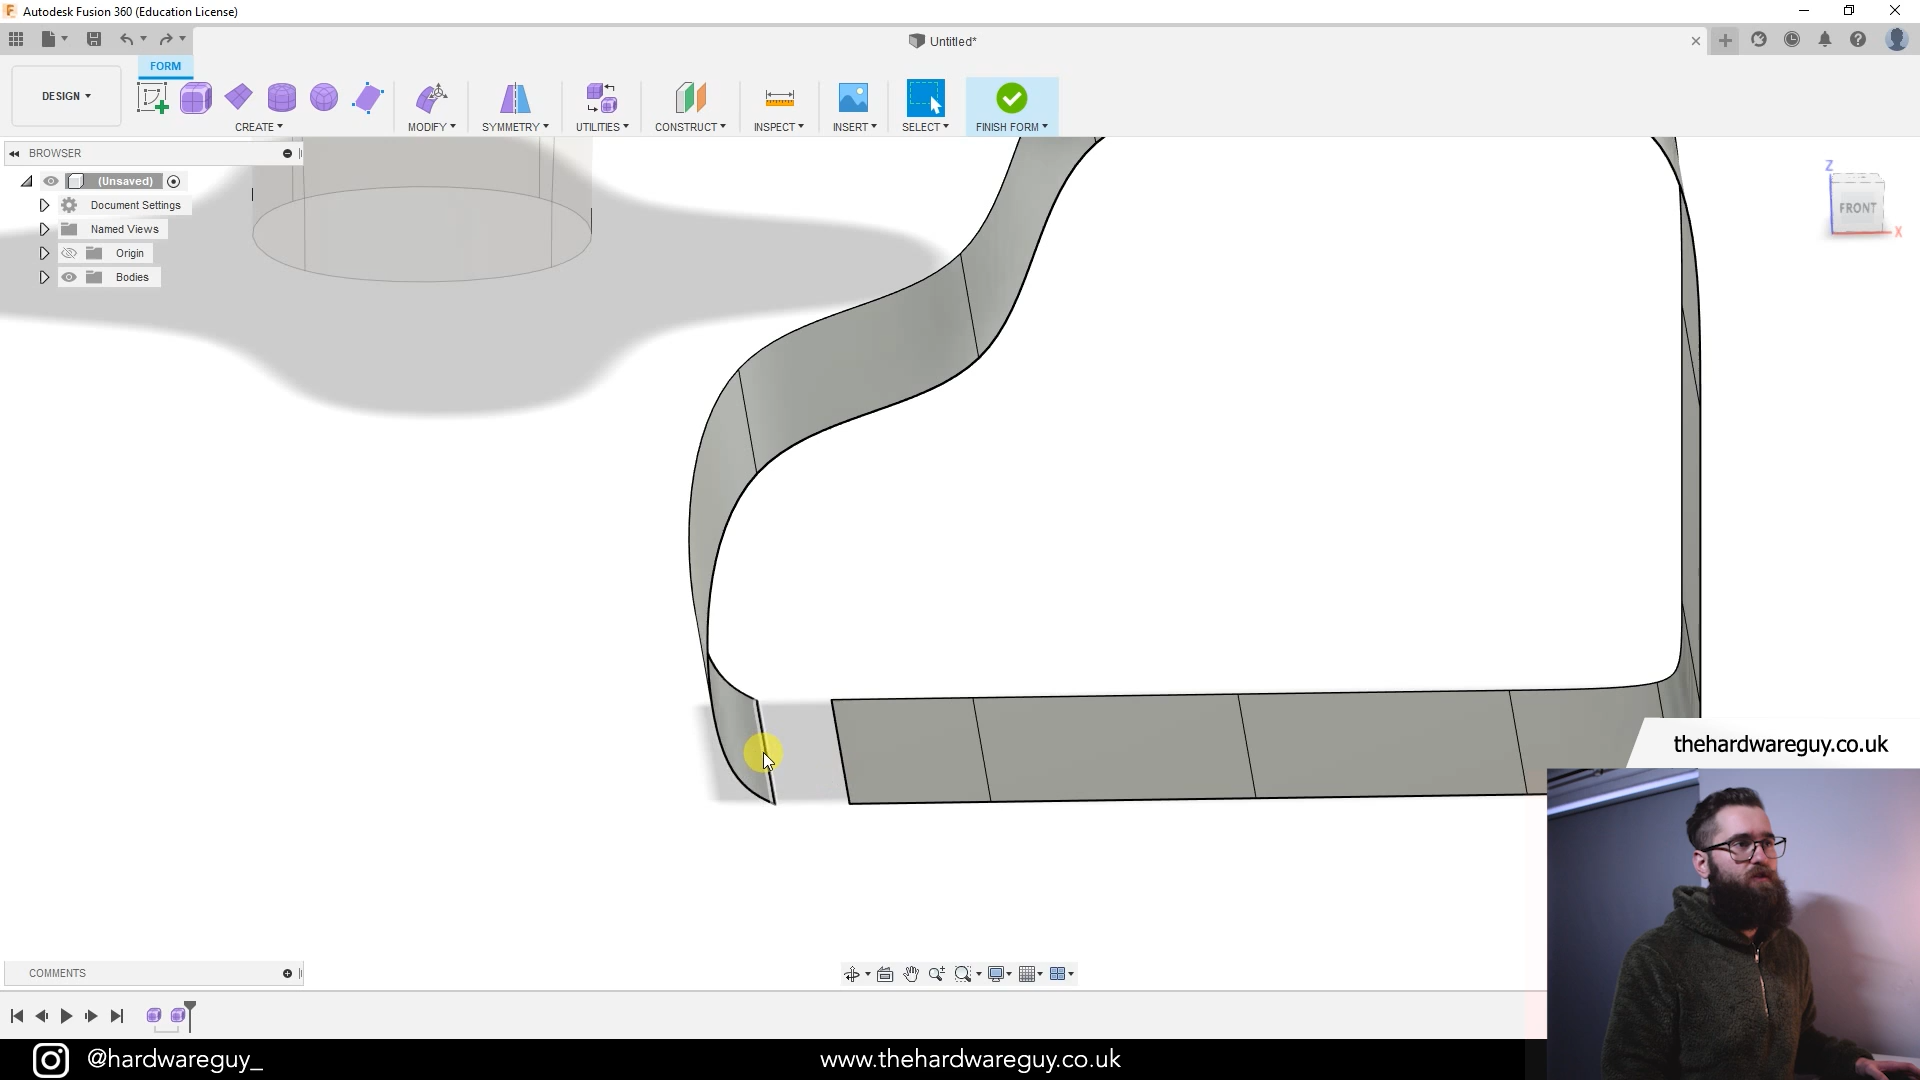 Autodesk Fusion 360 (Education License)
Untitled*
DESIGN
FORM
CREATE
MODIFY
SYMMETRY
UTILITIES
CONSTRUCT
INSPECT
INSERT
SELECT
FINISH FORM
BROWSER
(Unsaved)
Document Settings
Named Views
Origin
Bodies
Z
FRONT
X
thehardwareguy.co.uk
COMMENTS
@hardwareguy_
www.thehardwareguy.co.uk